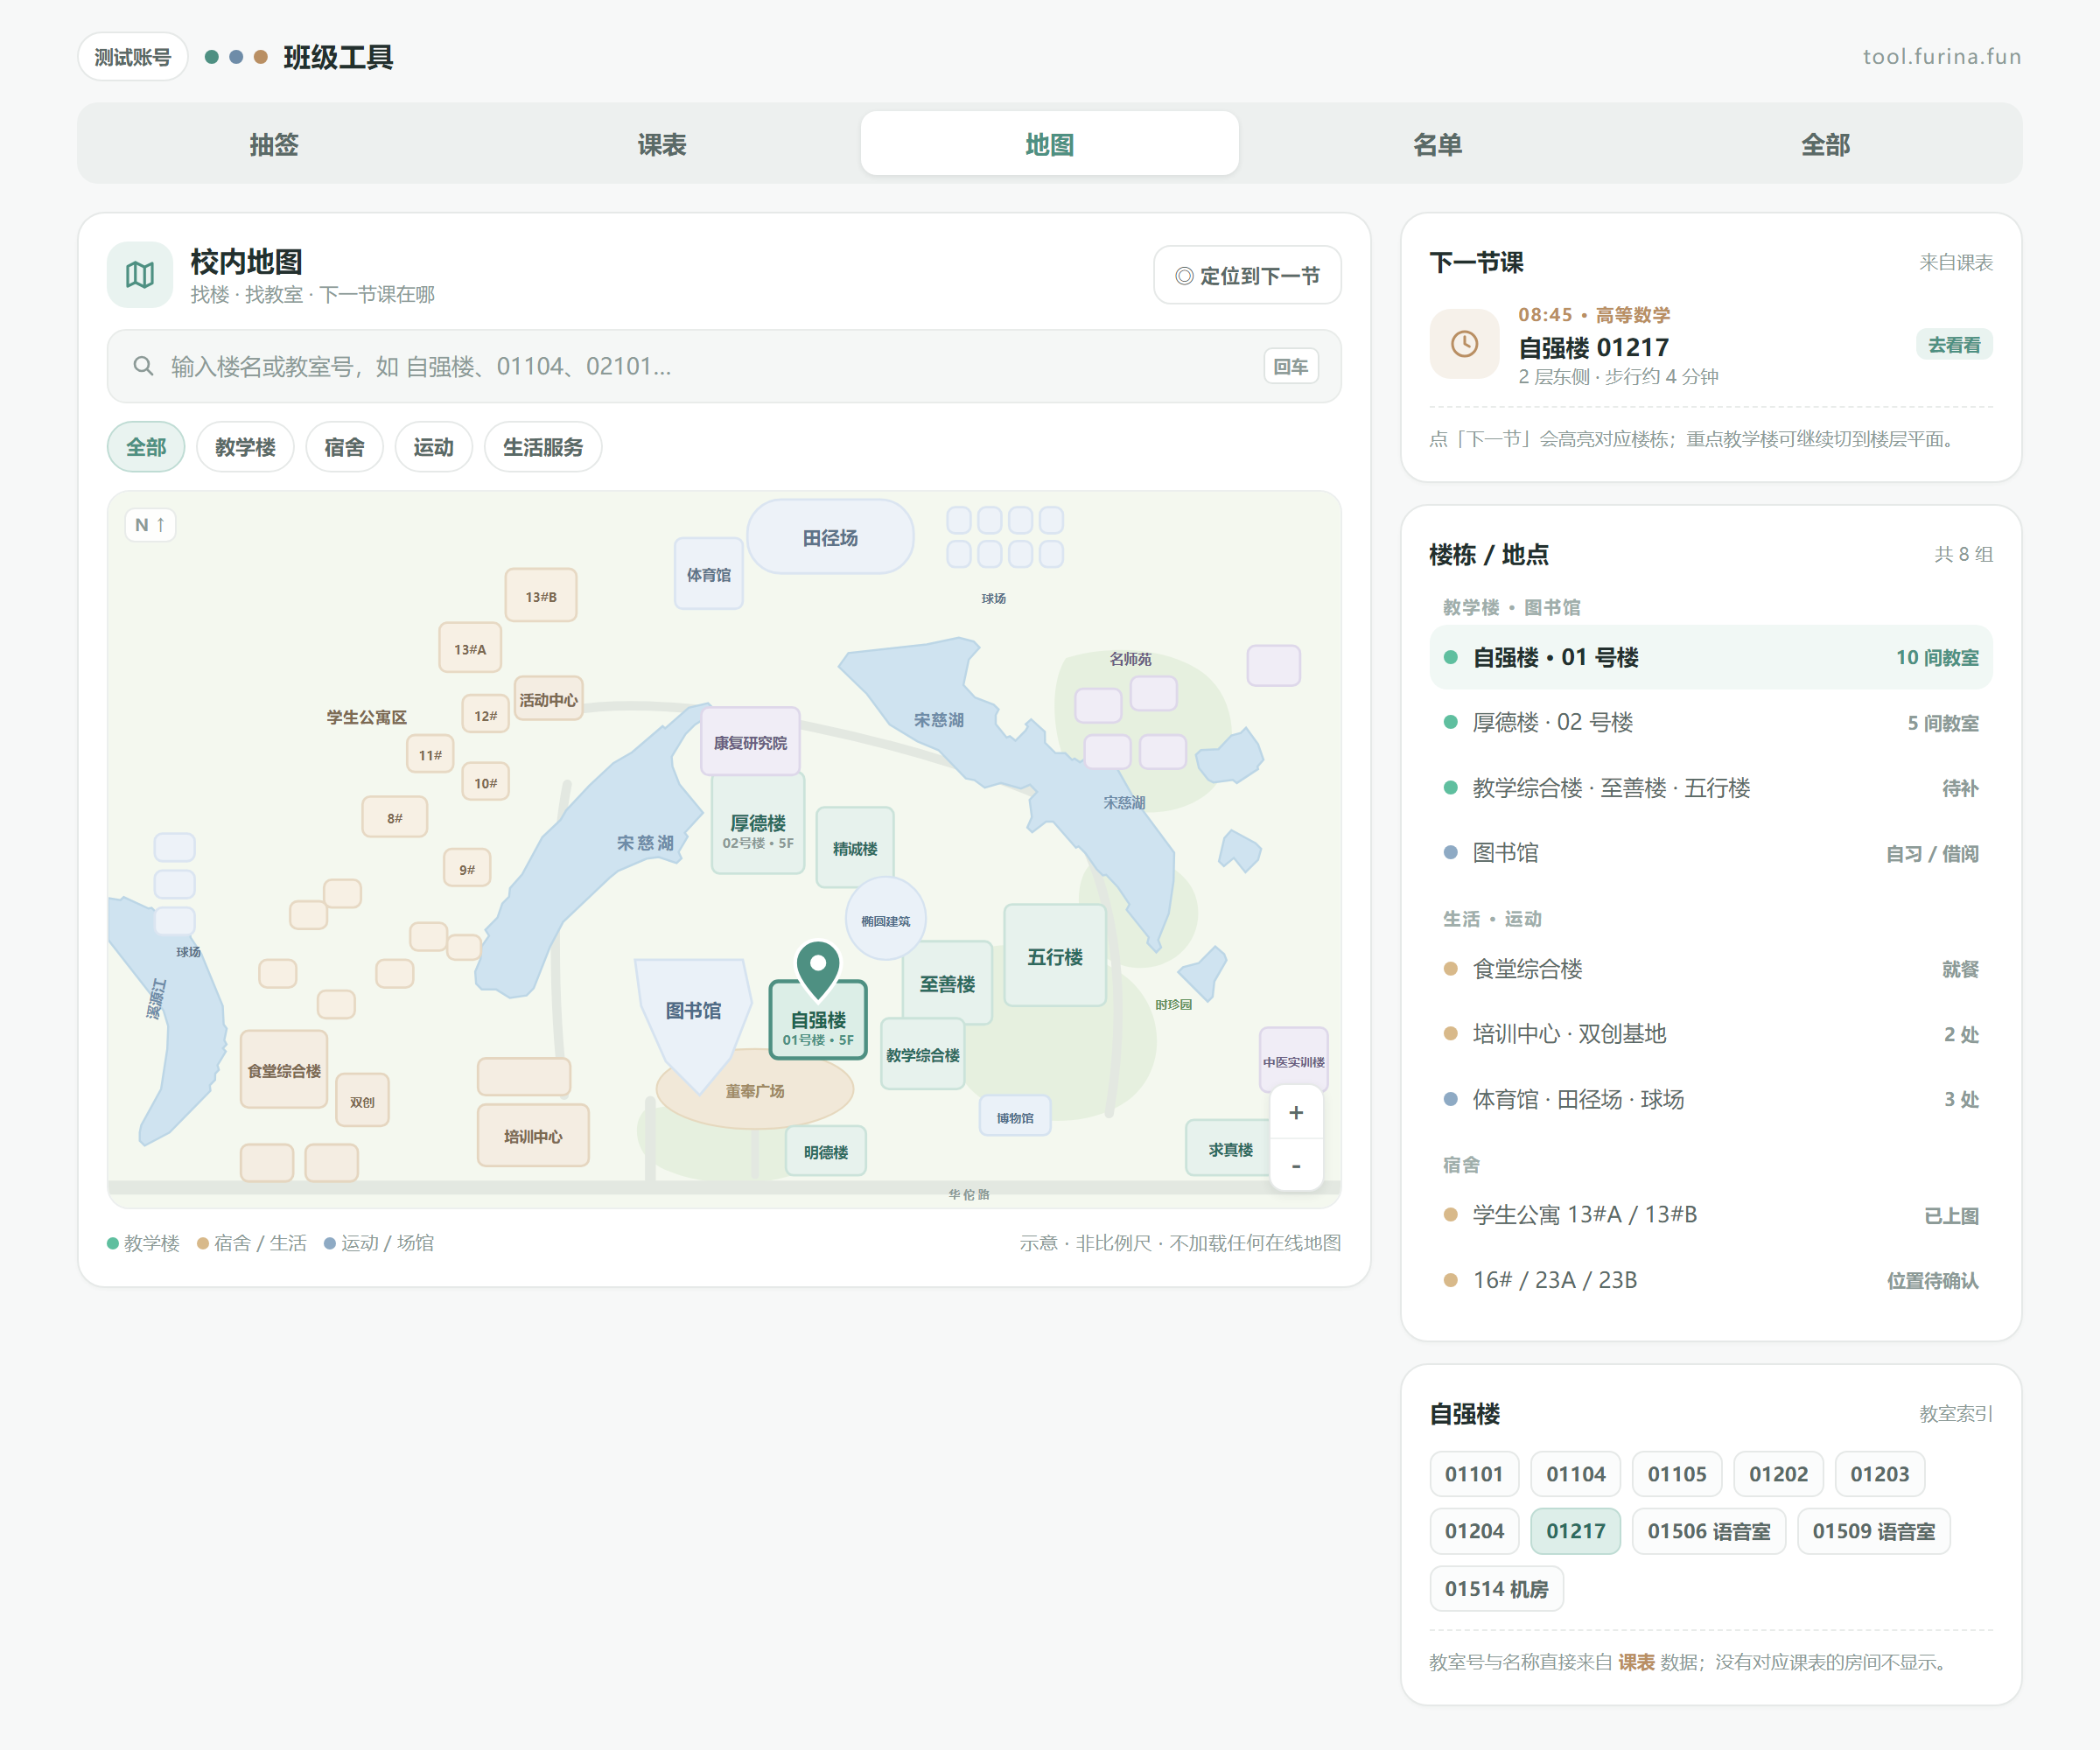 测试账号
班级工具
tool.furina.fun
抽签
课表
地图
名单
全部
校内地图
找楼 · 找教室 · 下一节课在哪
◎ 定位到下一节
输入楼名或教室号，如 自强楼、01104、02101…
回车
全部
教学楼
宿舍
运动
生活服务
N ↑
田径场
体育馆
球场
13#B
13#A
活动中心
12#
学生公寓区
11#
10#
8#
9#
名师苑
宋慈湖
康复研究院
宋慈湖
厚德楼
02号楼 • 5F
宋慈湖
精诚楼
椭圆建筑
球场
溪源江
五行楼
至善楼
图书馆
自强楼
01号楼 • 5F
时珍园
教学综合楼
中医实训楼
食堂综合楼
双创
董奉广场
博物馆
培训中心
明德楼
求真楼
+
-
华佗路
教学楼
宿舍 / 生活
运动 / 场馆
示意 · 非比例尺 · 不加载任何在线地图
下一节课
来自课表
08:45 • 高等数学
自强楼 01217
2 层东侧 · 步行约 4 分钟
去看看
点「下一节」会高亮对应楼栋；重点教学楼可继续切到楼层平面。
楼栋 / 地点
共 8 组
教学楼 • 图书馆
自强楼 • 01 号楼
10 间教室
厚德楼 · 02 号楼
5 间教室
教学综合楼 · 至善楼 · 五行楼
待补
图书馆
自习 / 借阅
生活 • 运动
食堂综合楼
就餐
培训中心 · 双创基地
2 处
体育馆 · 田径场 · 球场
3 处
宿舍
学生公寓 13#A / 13#B
已上图
16# / 23A / 23B
位置待确认
自强楼
教室索引
01101
01104
01105
01202
01203
01204
01217
01506 语音室
01509 语音室
01514 机房
教室号与名称直接来自 课表 数据；没有对应课表的房间不显示。